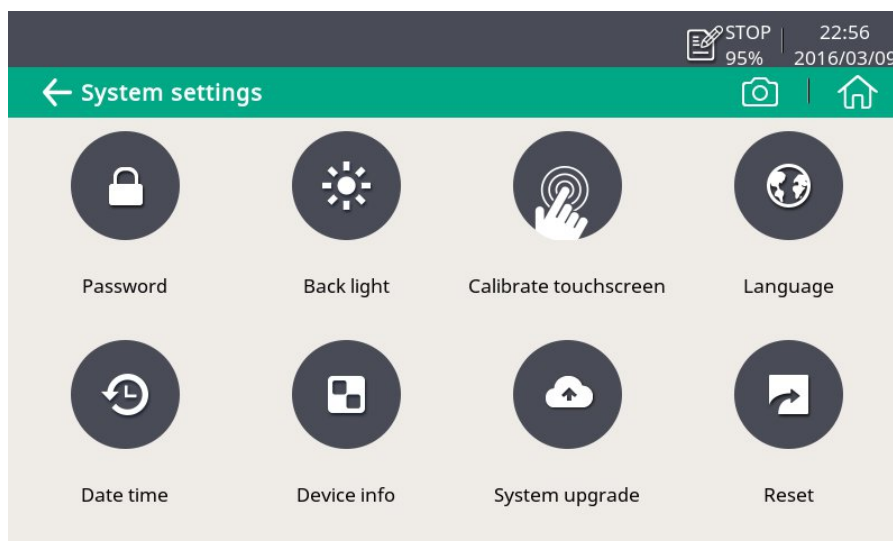 STOP
22:56
95%
2016/03/09
System settings
Password
Back light
Calibrate touchscreen
Language
Date time
Device info
System upgrade
Reset